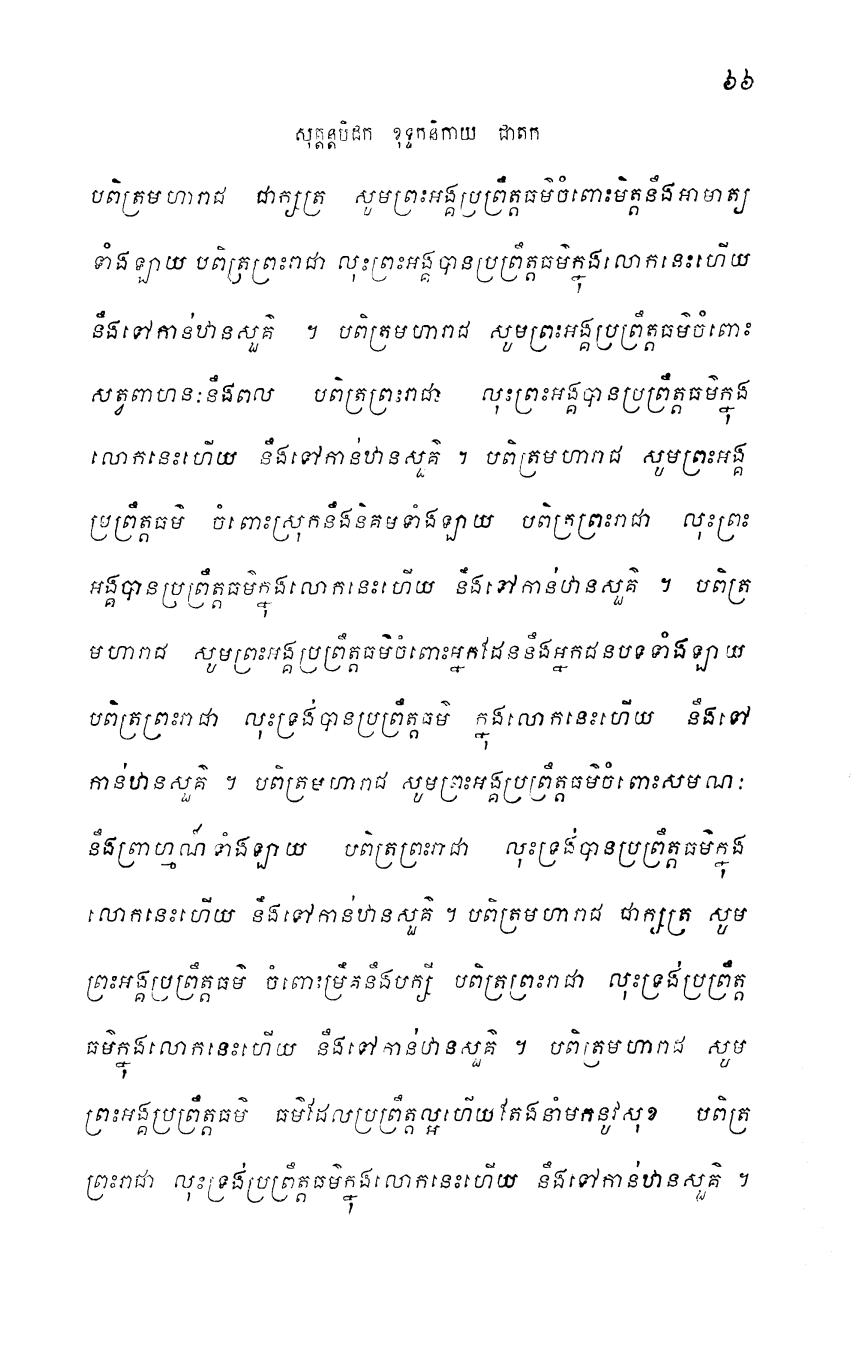 ៦៦
សុត្តន្តបិដក ខុទ្ទកនិកាយ ជាតក
បពិត្រមហារាជ ជាក្សត្រ សូមព្រះអង្គប្រព្រឹត្តធម៌ចំពោះមិត្តនឹងអាមាត្យ
ទាំងឡាយ បពិត្រព្រះរាជា លុះព្រះអង្គបានប្រព្រឹត្តធម៌ក្នុងលោកនេះហើយ
នឹងទៅកាន់ឋានសួគ៌ ។ បពិត្រមហារាជ សូមព្រះអង្គប្រព្រឹត្តធម៌ចំពោះ
សត្វពាហនៈនឹងពល បពិត្រព្រះរាជា លុះព្រះអង្គបានប្រព្រឹត្តធម៌ក្នុង
លោកនេះហើយ នឹងទៅកាន់ឋានសួគ៌ ។ បពិត្រមហារាជ សូមព្រះអង្គ
ប្រព្រឹត្តធម៌ ចំពោះស្រុកនឹងនិគមទាំងឡាយ បពិត្រព្រះរាជា លុះព្រះ
អង្គបានប្រព្រឹត្តធម៌ក្នុងលោកនេះហើយ នឹងទៅកាន់ឋានសួគ៌ ។ បពិត្រ
មហារាជ សូមព្រះអង្គប្រព្រឹត្តធម៌ចំពោះអ្នកដែននឹងអ្នកជនបទទាំងឡាយ
បពិត្រព្រះរាជា លុះទ្រង់បានប្រព្រឹត្តធម៌ ក្នុងលោកនេះហើយ នឹងទៅ
កាន់ឋានសួគ៌ ។ បពិត្រមហារាជ សូមព្រះអង្គប្រព្រឹត្តធម៌ចំពោះសមណៈ
នឹងព្រាហ្មណ៍ទាំងឡាយ បពិត្រព្រះរាជា លុះទ្រង់បានប្រព្រឹត្តធម៌ក្នុង
លោកនេះហើយ នឹងទៅកាន់ឋានសួគ៌ ។ បពិត្រមហារាជ ជាក្សត្រ សូម
ព្រះអង្គប្រព្រឹត្តធម៌ ចំពោះម្រឹគនឹងបក្សី បពិត្រព្រះរាជា លុះទ្រង់ប្រព្រឹត្ត
ធម៌ក្នុងលោកនេះហើយ នឹងទៅកាន់ឋានសួគ៌ ។ បពិត្រមហារាជ សូម
ព្រះអង្គប្រព្រឹត្តធម៌ ធម៌ដែលប្រព្រឹត្តល្អហើយតែងនាំមកនូវសុខ បពិត្រ
ព្រះរាជា លុះទ្រង់ប្រព្រឹត្តធម៌ក្នុងលោកនេះហើយ នឹងទៅកាន់ឋានសួគ៌ ។